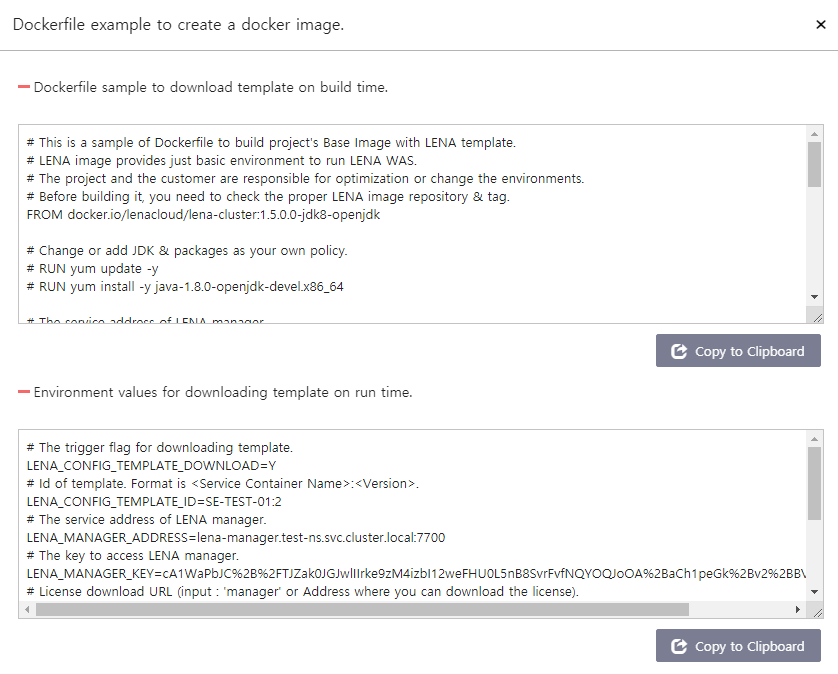 Dockerfile example to create a docker image.
Dockerfile sample to download template on build time.
# This is a sample of Dockerfile to build project's Base Image with LENA template.
# LENA image provides just basic environment to run LENA WAS.
# The project and the customer are responsible for optimization or change the environments.
# Before building it, you need to check the proper LENA image repository & tag.
FROM docker.io/lenacloud/lena-cluster:1.5.0.0-jdk8-openjdk
# Change or add JDK & packages as your own policy.
# RUN yum update -y
# RUN yum install -y java-1.8.0-openjdk-devel.x86_64
# The service address of LENA manager
Copy to Clipboard
Environment values for downloading template on run time.
# The trigger flag for downloading template.
LENA_CONFIG_TEMPLATE_DOWNLOAD=Y
# Id of template. Format is <Service Container Name>:<Version>.
LENA_CONFIG_TEMPLATE_ID=SE-TEST-01:2
# The service address of LENA manager.
LENA_MANAGER_ADDRESS=lena-manager.test-ns.svc.cluster.local:7700
# The key to access LENA manager.
LENA_MANAGER_KEY=cA1WaPbJC%2B%2FTJZak0JGJwlIIrke9zM4izbI12weFHU0L5nB8SvrFvfNQYOQJoOA%2BaCh1peGk%2Bv2%2BBV
# License download URL (input : 'manager' or Address where you can download the license).
Copy to Clipboard